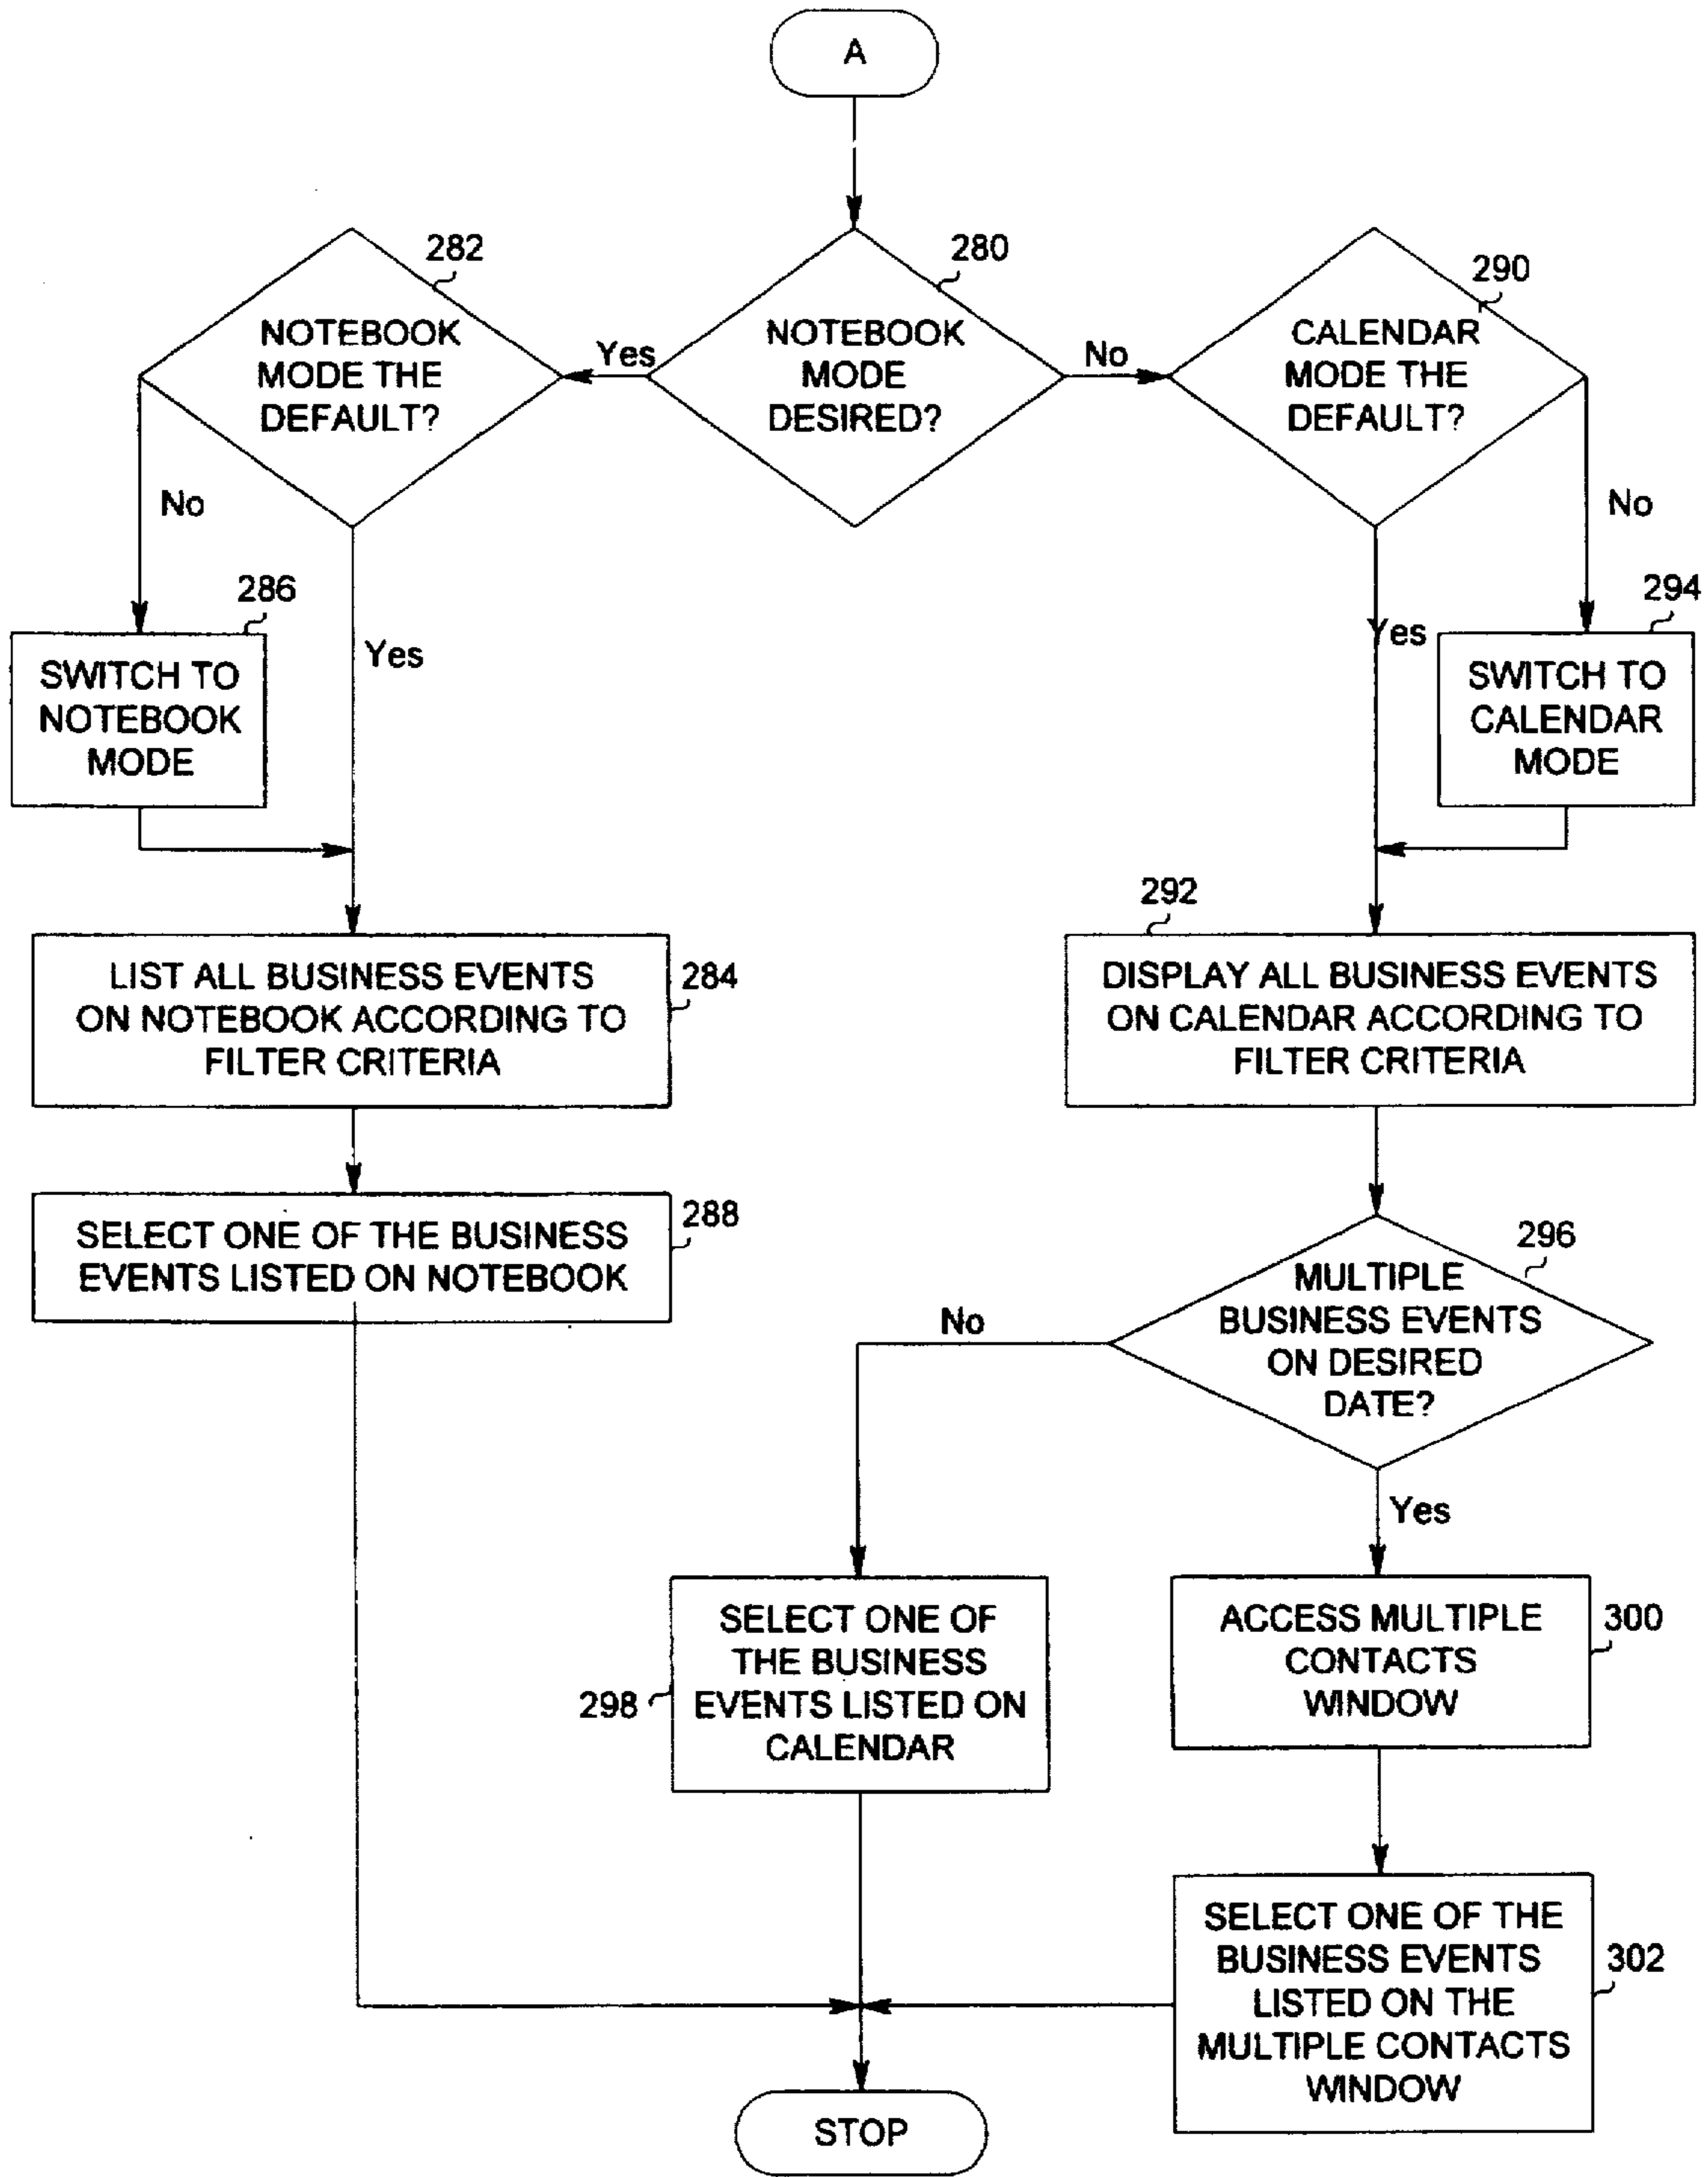 A
282
280
290
NOTEBOOK
MODE THE
DEFAULT?
Yes
NOTEBOOK
MODE
DESIRED?
No
CALENDAR
MODE THE
DEFAULT?
No
No
286
294
Yes
Yes
SWITCH TO
NOTEBOOK
MODE
SWITCH TO
CALENDAR
MODE
292
LIST ALL BUSINESS EVENTS
ON NOTEBOOK ACCORDING TO
FILTER CRITERIA
284
DISPLAY ALL BUSINESS EVENTS
ON CALENDAR ACCORDING TO
FILTER CRITERIA
SELECT ONE OF THE BUSINESS
EVENTS LISTED ON NOTEBOOK
288
296
MULTIPLE
BUSINESS EVENTS
ON DESIRED
DATE?
No
Yes
SELECT ONE OF
THE BUSINESS
EVENTS LISTED ON
CALENDAR
298
ACCESS MULTIPLE
CONTACTS
WINDOW
300
SELECT ONE OF THE
BUSINESS EVENTS
LISTED ON THE
MULTIPLE CONTACTS
WINDOW
302
STOP